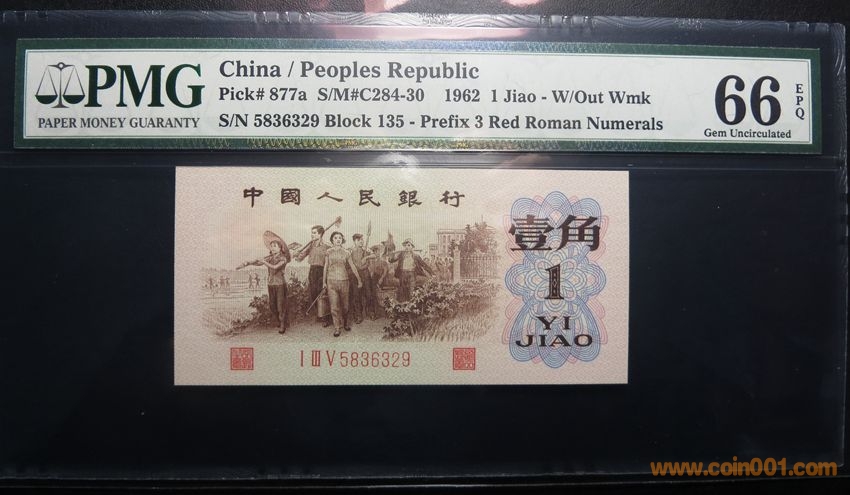 PMG
PAPER MONEY GUARANTY
China / Peoples Republic
Pick# 877a S/M#C284-30 1962 1 Jiao - W/Out Wmk
S/N 5836329 Block 135 - Prefix 3 Red Roman Numerals
66
EPQ
Gem Uncirculated
中國人民銀行
壹角
1
YI
JIAO
I III V 5836329
www.coin001.com